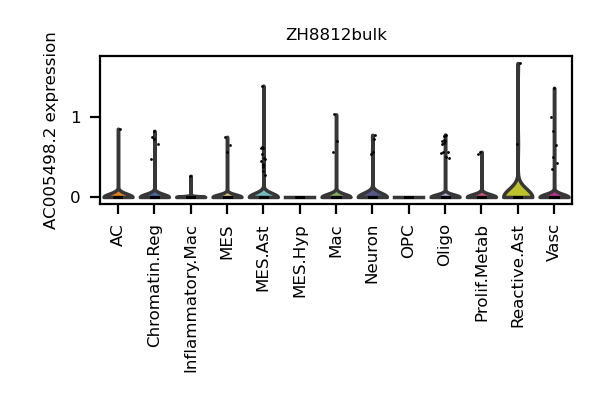 ZH8812bulk
AC005498.2 expression
1
0
AC
Chromatin.Reg
Inflammatory.Mac
MES
MES.Ast
MES.Hyp
Mac
Neuron
OPC
Oligo
Prolif.Metab
Reactive.Ast
Vasc